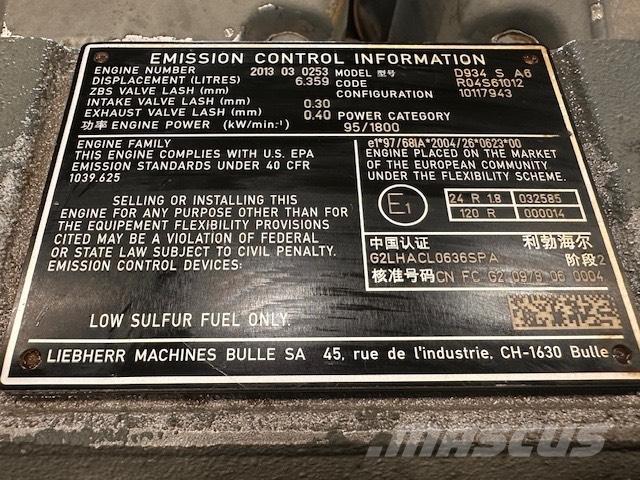 EMISSION CONTROL INFORMATION
ENGINE NUMBER 2013 03 0253 MODEL 型号 D934 S A6
DISPLACEMENT (LITRES) 6.359 CODE R04S61012
ZBS VALVE LASH (mm) CONFIGURATION 10117943
INTAKE VALVE LASH (mm) 0.30
EXHAUST VALVE LASH (mm) 0.40 POWER CATEGORY
功率 ENGINE POWER (kW/min.⁻¹) 95/1800
ENGINE FAMILY
THIS ENGINE COMPLIES WITH U.S. EPA
EMISSION STANDARDS UNDER 40 CFR
1039.625
SELLING OR INSTALLING THIS
ENGINE FOR ANY PURPOSE OTHER THAN FOR
THE EQUIPEMENT FLEXIBILITY PROVISIONS
CITED MAY BE A VIOLATION OF FEDERAL
OR STATE LAW SUBJECT TO CIVIL PENALTY.
EMISSION CONTROL DEVICES:
LOW SULFUR FUEL ONLY
e1*97/68IA*2004/26*0623*00
ENGINE PLACED ON THE MARKET
OF THE EUROPEAN COMMUNITY
UNDER THE FLEXIBILITY SCHEME.
E1 24 R 1.8 032585
120 R 000014
中国认证 利勃海尔
G2LHACL0636SPA 阶段2
核准号码 CN FC G2 0979 06 0004
LIEBHERR MACHINES BULLE SA 45, rue de l'industrie, CH-1630 Bulle
mascus